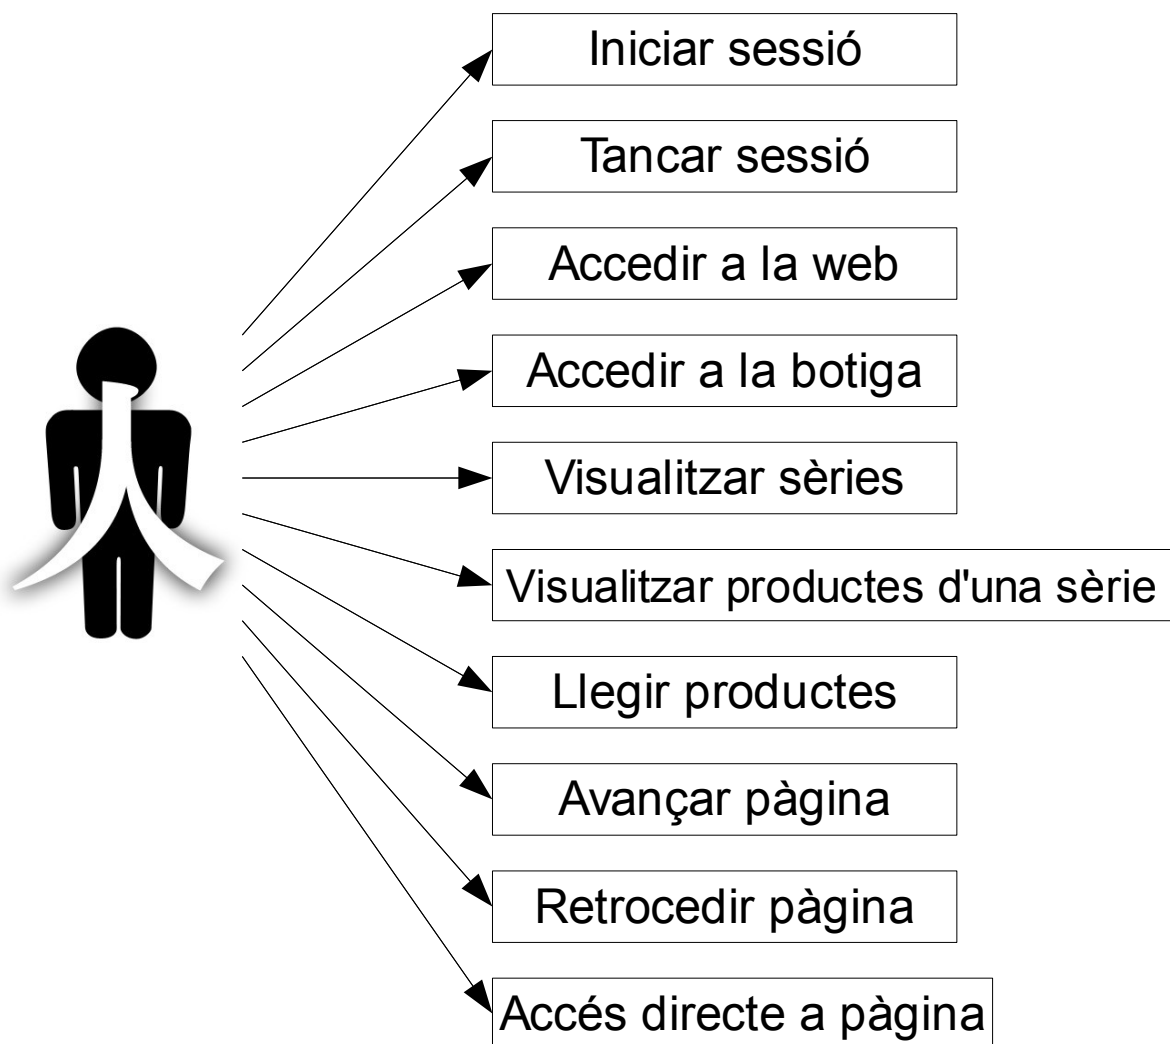 Iniciar sessió
Tancar sessió
Accedir a la web
Accedir a la botiga
Visualitzar sèries
Visualitzar productes d'una sèrie
Llegir productes
Avançar pàgina
Retrocedir pàgina
Accés directe a pàgina
人